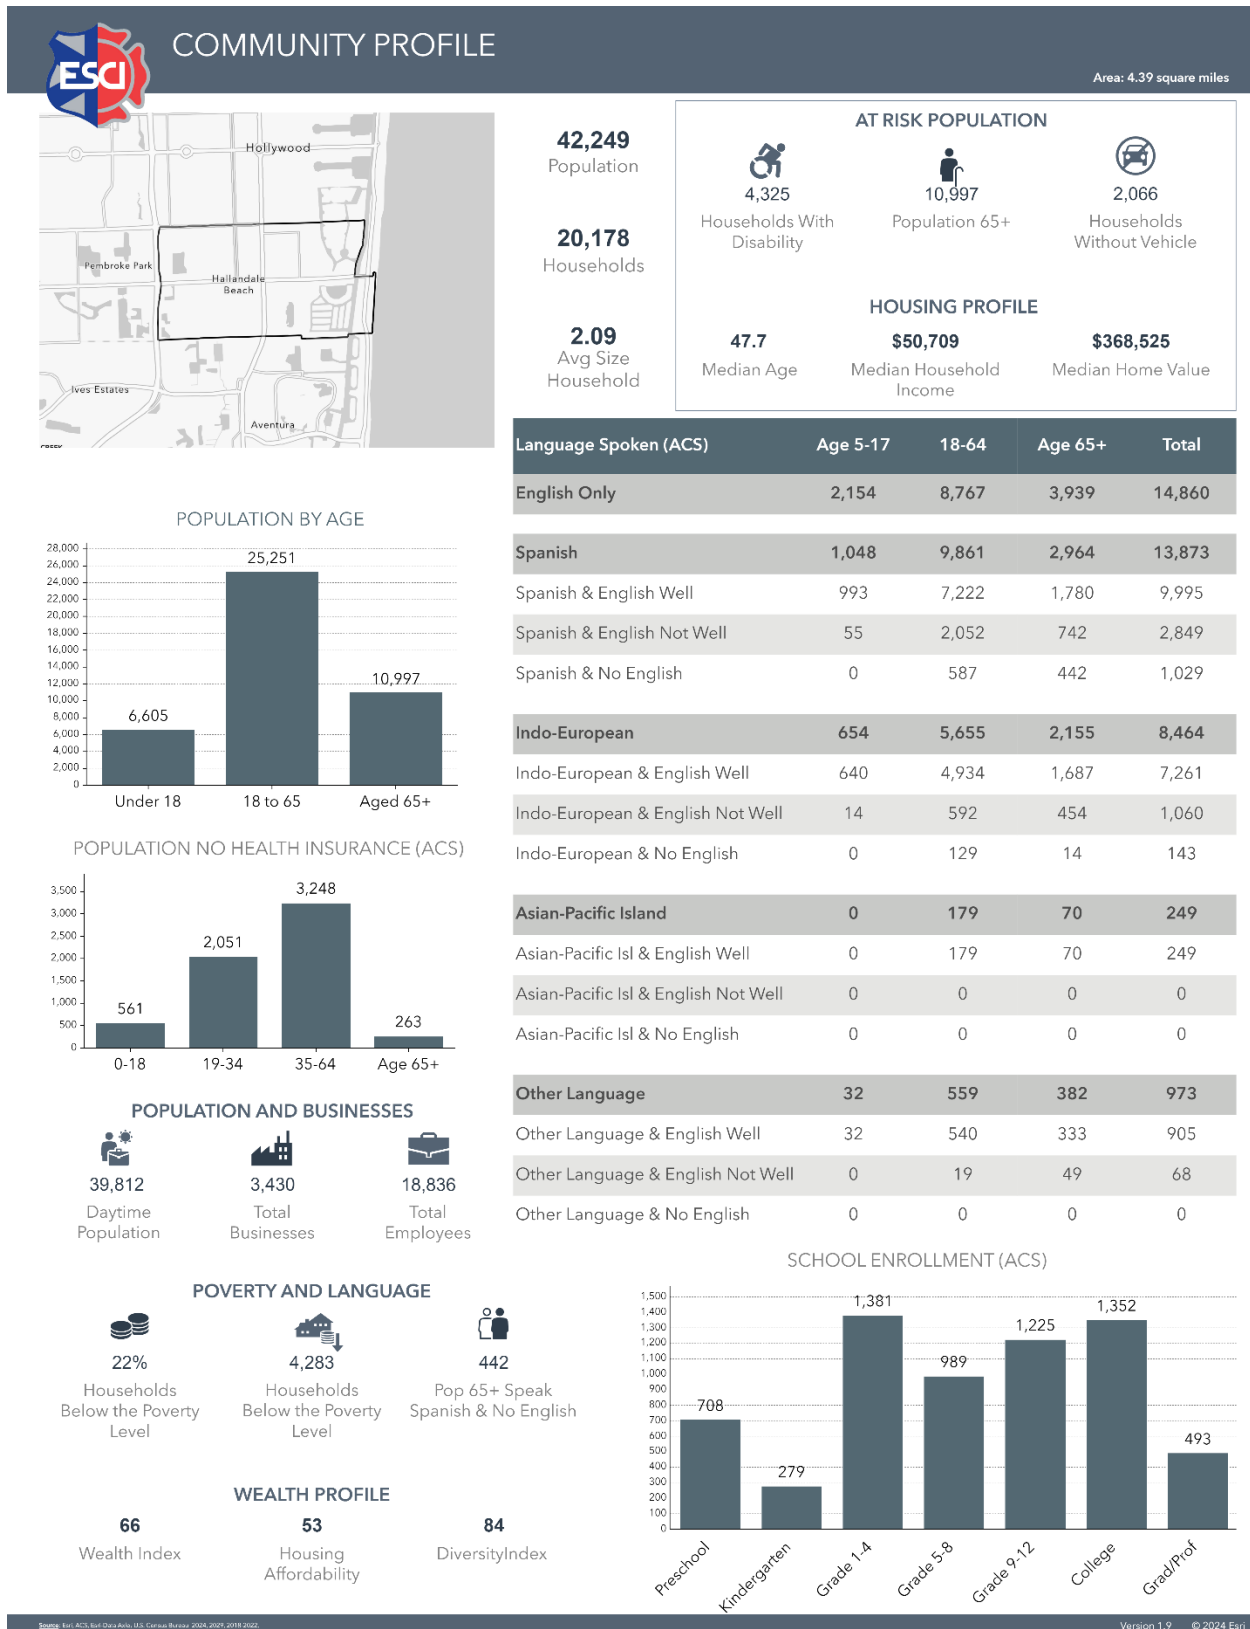 ESCI
COMMUNITY PROFILE
Area: 4.39 square miles
Hollywood
Pembroke Park
Hallandale
Beach
Ives Estates
Aventura
42,249
Population
20,178
Households
2.09
Avg Size
Household
AT RISK POPULATION
4,325
Households With
Disability
10,997
Population 65+
2,066
Households
Without Vehicle
HOUSING PROFILE
47.7
Median Age
$50,709
Median Household
Income
$368,525
Median Home Value
Language Spoken (ACS) Age 5-17 18-64 Age 65+ Total
English Only 2,154 8,767 3,939 14,860
Spanish 1,048 9,861 2,964 13,873
Spanish & English Well 993 7,222 1,780 9,995
Spanish & English Not Well 55 2,052 742 2,849
Spanish & No English 0 587 442 1,029
Indo-European 654 5,655 2,155 8,464
Indo-European & English Well 640 4,934 1,687 7,261
Indo-European & English Not Well 14 592 454 1,060
Indo-European & No English 0 129 14 143
Asian-Pacific Island 0 179 70 249
Asian-Pacific Isl & English Well 0 179 70 249
Asian-Pacific Isl & English Not Well 0 0 0 0
Asian-Pacific Isl & No English 0 0 0 0
Other Language 32 559 382 973
Other Language & English Well 32 540 333 905
Other Language & English Not Well 0 19 49 68
Other Language & No English 0 0 0 0
POPULATION BY AGE
28,000
26,000
24,000
22,000
20,000
18,000
16,000
14,000
12,000
10,000
8,000
6,000
4,000
2,000
0
6,605
25,251
10,997
Under 18 18 to 65 Aged 65+
POPULATION NO HEALTH INSURANCE (ACS)
3,500
3,000
2,500
2,000
1,500
1,000
500
0
561
2,051
3,248
263
0-18 19-34 35-64 Age 65+
POPULATION AND BUSINESSES
39,812
Daytime
Population
3,430
Total
Businesses
18,836
Total
Employees
POVERTY AND LANGUAGE
22%
Households
Below the Poverty
Level
4,283
Households
Below the Poverty
Level
442
Pop 65+ Speak
Spanish & No English
WEALTH PROFILE
66
Wealth Index
53
Housing
Affordability
84
DiversityIndex
SCHOOL ENROLLMENT (ACS)
1,500
1,400
1,300
1,200
1,100
1,000
900
800
700
600
500
400
300
200
100
0
708
279
1,381
989
1,225
1,352
493
Preschool
Kindergarten
Grade 1-4
Grade 5-8
Grade 9-12
College
Grad/Prof
Source: Esri, ACS, Esri-Data Axle, U.S. Census Bureau 2024, 2029, 2018-2022.
Version 1.9 © 2024 Esri